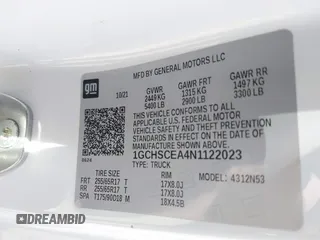 gm
MFD BY GENERAL MOTORS LLC
10/21 GVWR GAWR FRT GAWR RR
2449 KG 1315 KG 1497 KG
5400 LB 2900 LB 3300 LB
THIS VEHICLE CONFORMS TO ALL APPLICABLE
U.S. FEDERAL MOTOR VEHICLE SAFETY
STANDARDS IN EFFECT ON THE DATE OF
MANUFACTURE SHOWN ABOVE.
1GCHSCEA4N1122023
TYPE: TRUCK
TIRE SIZE RIM MODEL: 4312N53
FRT 255/65R17 T 17X8.0J
RR 255/65R17 T 17X8.0J
SPA T175/90D18 M 18X4.5B
DREAMBID